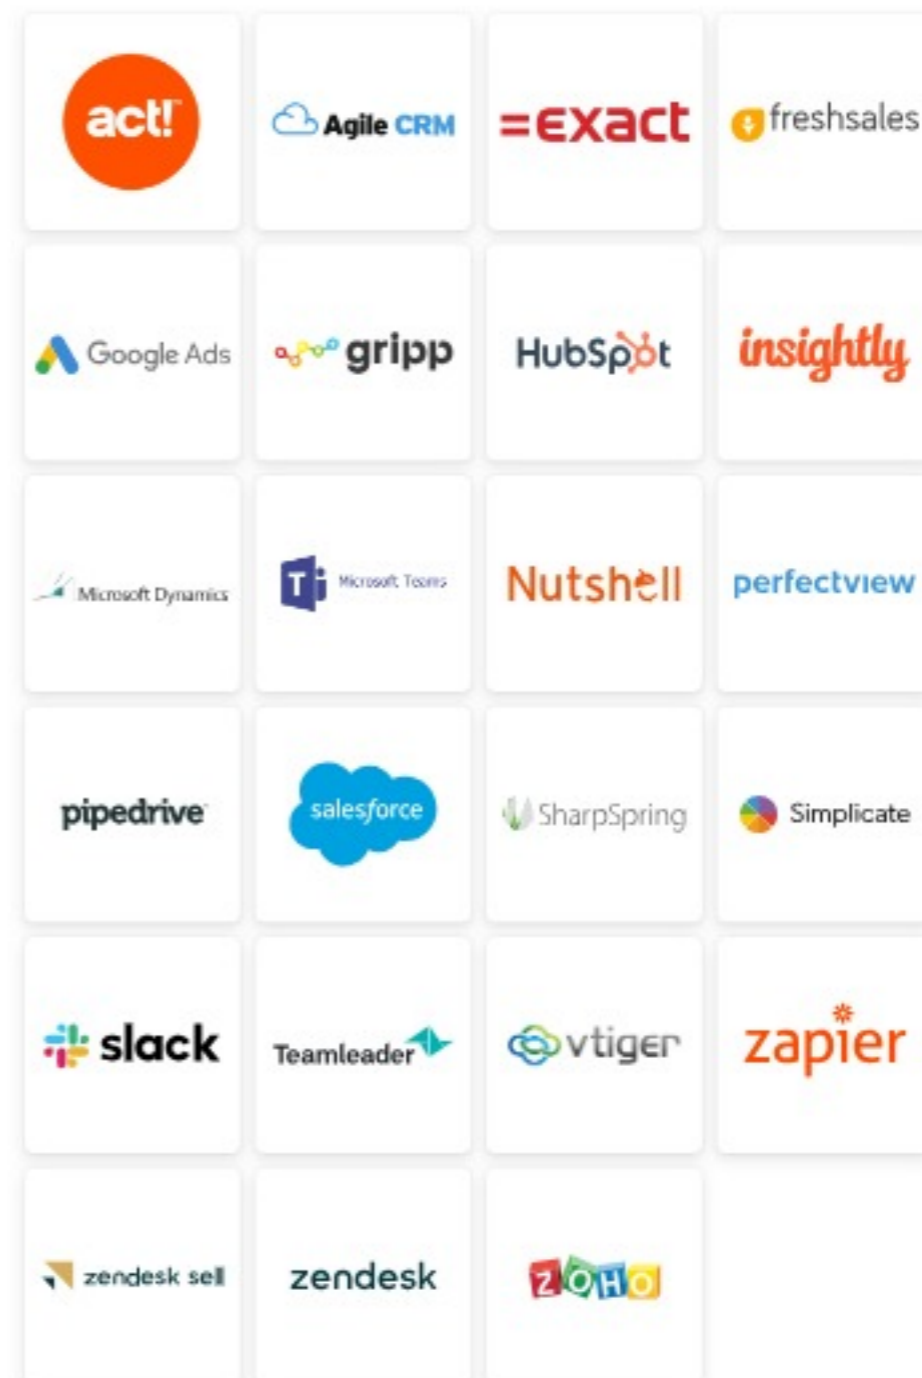 act!
Agile CRM
=exact
freshsales
Google Ads
gripp
HubSpot
insightly
Microsoft Dynamics
Microsoft Teams
Nutshell
perfectview
pipedrive
salesforce
SharpSpring
Simplicate
slack
Teamleader
vtiger
zapier
zendesk sell
zendesk
ZOHO